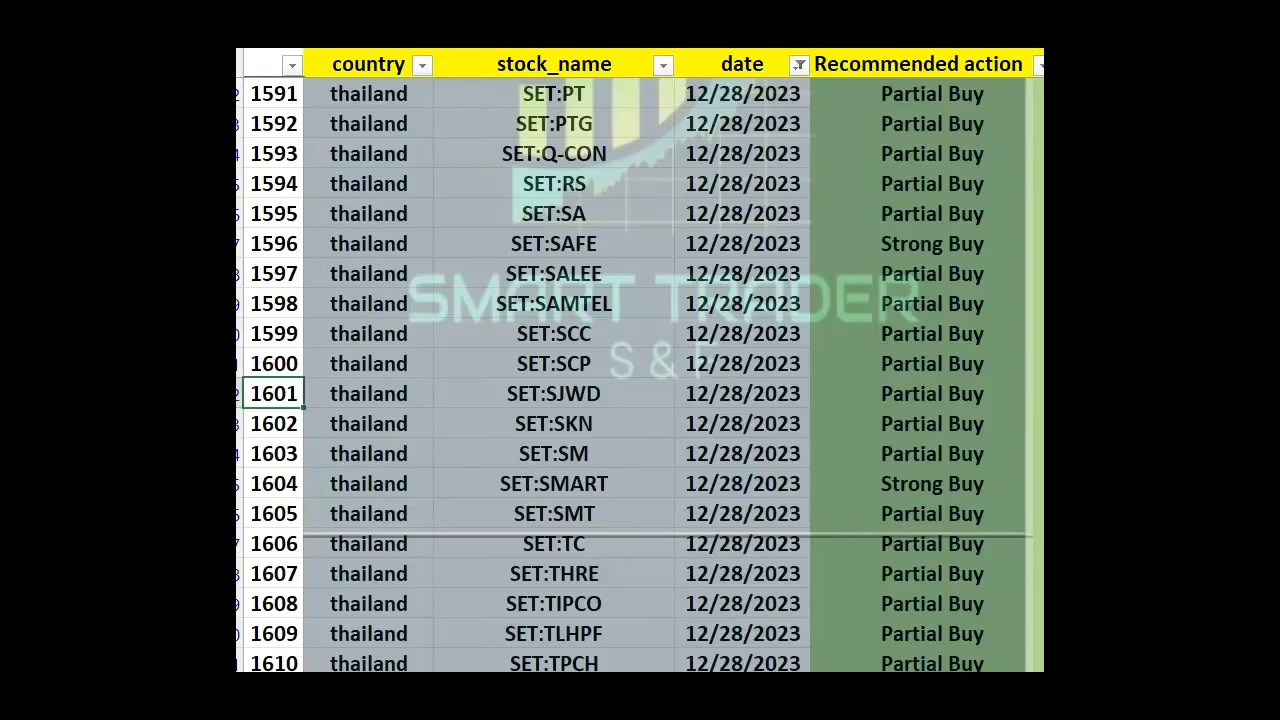 country stock_name date Recommended action
1591 thailand SET:PT 12/28/2023 Partial Buy
1592 thailand SET:PTG 12/28/2023 Partial Buy
1593 thailand SET:Q-CON 12/28/2023 Partial Buy
1594 thailand SET:RS 12/28/2023 Partial Buy
1595 thailand SET:SA 12/28/2023 Partial Buy
1596 thailand SET:SAFE 12/28/2023 Strong Buy
1597 thailand SET:SALEE 12/28/2023 Partial Buy
SMART TRADER
1598 thailand SET:SAMTEL 12/28/2023 Partial Buy
1599 thailand SET:SCC 12/28/2023 Partial Buy
S & F
1600 thailand SET:SCP 12/28/2023 Partial Buy
1601 thailand SET:SJWD 12/28/2023 Partial Buy
1602 thailand SET:SKN 12/28/2023 Partial Buy
1603 thailand SET:SM 12/28/2023 Partial Buy
1604 thailand SET:SMART 12/28/2023 Strong Buy
1605 thailand SET:SMT 12/28/2023 Partial Buy
1606 thailand SET:TC 12/28/2023 Partial Buy
1607 thailand SET:THRE 12/28/2023 Partial Buy
1608 thailand SET:TIPCO 12/28/2023 Partial Buy
1609 thailand SET:TLHPF 12/28/2023 Partial Buy
1610 thailand SET:TPCH 12/28/2023 Partial Buy